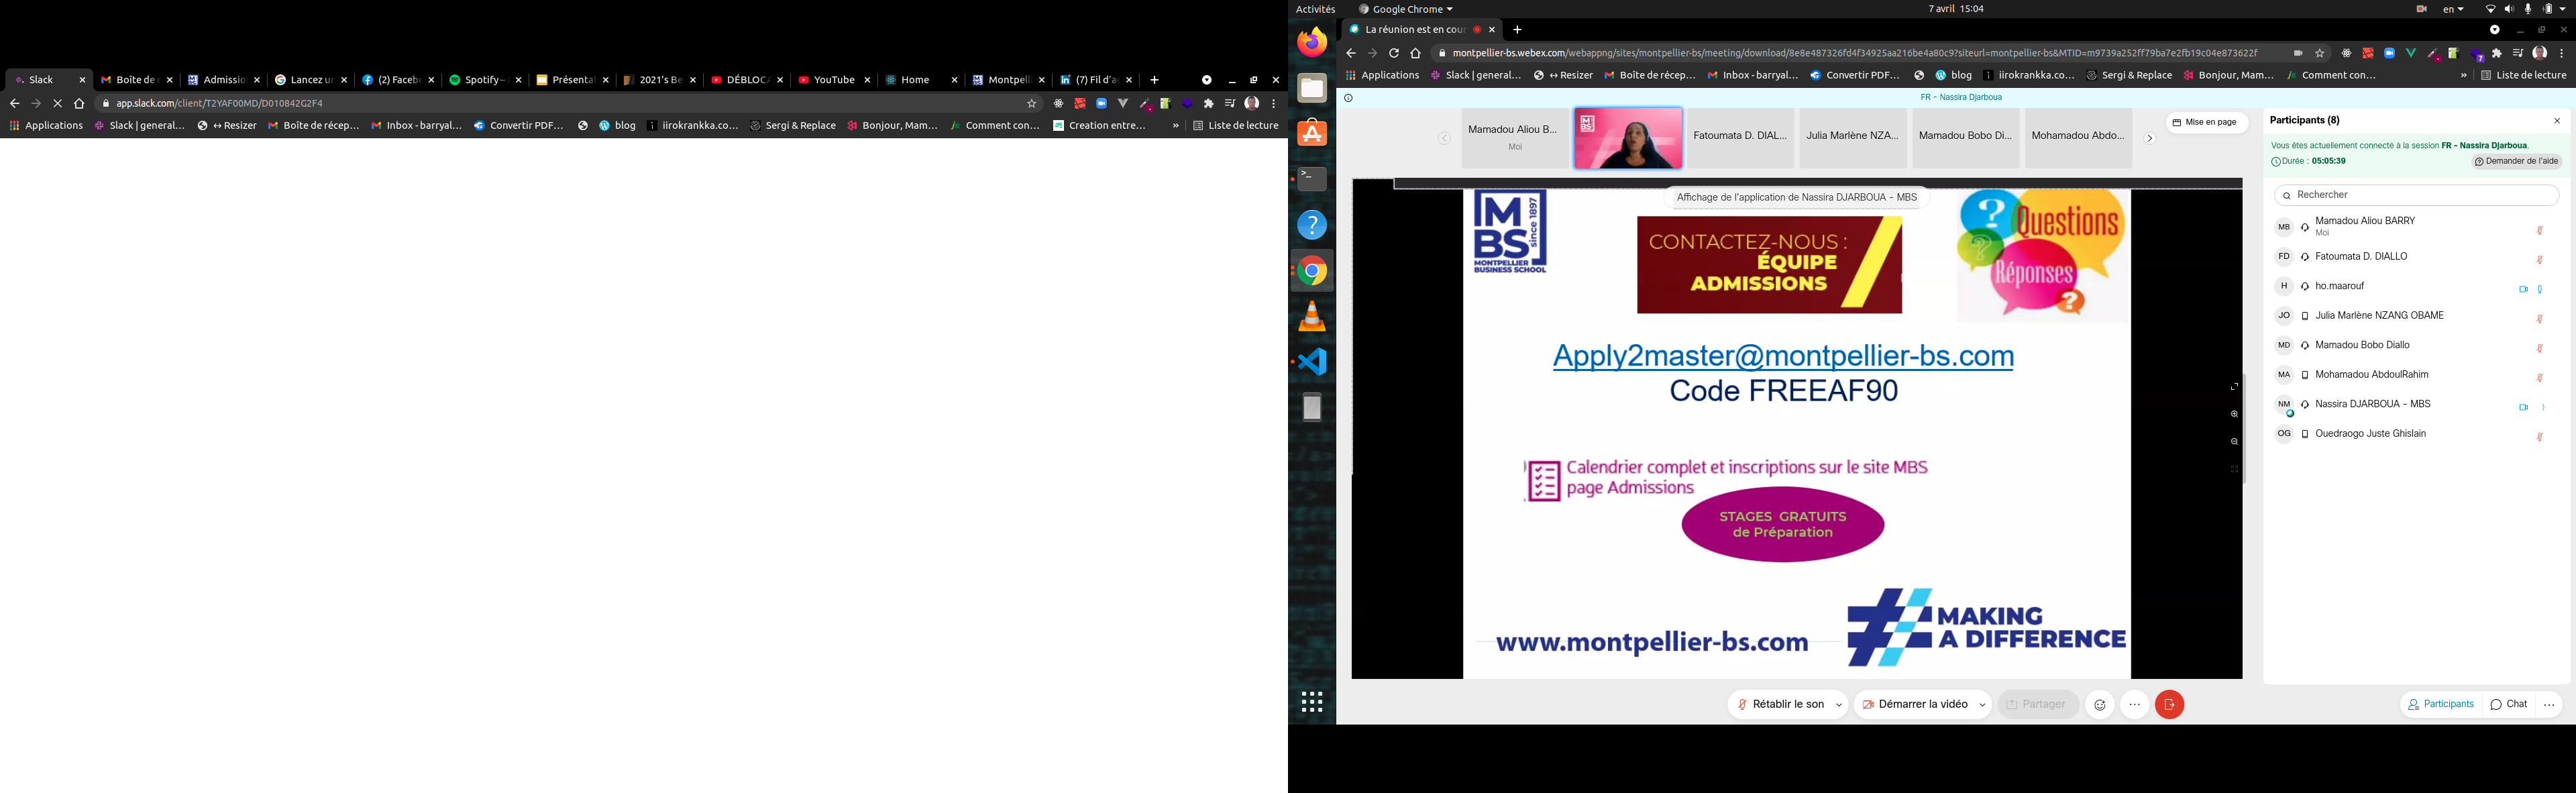 Slack
Boîte de r
Admissio
Lancez un
(2) Facebo
Spotify – 
Présentat
2021's Be
DÉBLOCA
YouTube
Home
Montpell
(7) Fil d'ac
app.slack.com/client/T2YAF00MD/D010842G2F4
Applications
Slack | general...
↔ Resizer
Boîte de récep...
Inbox - barryal...
Convertir PDF...
blog
iirokrankka.co...
Sergi & Replace
Bonjour, Mam...
Comment con...
Creation entre...
»
Liste de lecture
Activités
Google Chrome
7 avril 15:04
en
La réunion est en cour
montpellier-bs.webex.com/webappng/sites/montpellier-bs/meeting/download/8e8e487326fd4f34925aa216be4a80c9?siteurl=montpellier-bs&MTID=m9739a252ff79ba7e2fb19c04e873622f
Applications
Slack | general...
↔ Resizer
Boîte de récep...
Inbox - barryal...
Convertir PDF...
blog
iirokrankka.co...
Sergi & Replace
Bonjour, Mam...
Comment con...
»
Liste de lecture
FR - Nassira Djarboua
Mamadou Aliou B...
Moi
MBS
Fatoumata D. DIAL...
Julia Marlène NZA...
Mamadou Bobo Di...
Mohamadou Abdo...
Mise en page
Affichage de l'application de Nassira DJARBOUA - MBS
MBS
since 1897
MONTPELLIER
BUSINESS SCHOOL
CONTACTEZ-NOUS :
ÉQUIPE
ADMISSIONS
Questions
Réponses
Apply2master@montpellier-bs.com
Code FREEAF90
Calendrier complet et inscriptions sur le site MBS
page Admissions
STAGES GRATUITS
de Préparation
www.montpellier-bs.com
# MAKING
A DIFFERENCE
Participants (8)
Vous êtes actuellement connecté à la session FR - Nassira Djarboua.
Durée : 05:05:39
Demander de l'aide
Rechercher
MB Mamadou Aliou BARRY
Moi
FD Fatoumata D. DIALLO
H ho.maarouf
JO Julia Marlène NZANG OBAME
MD Mamadou Bobo Diallo
MA Mohamadou AbdoulRahim
NM Nassira DJARBOUA - MBS
OG Ouedraogo Juste Ghislain
Rétablir le son
Démarrer la vidéo
Partager
Participants
Chat